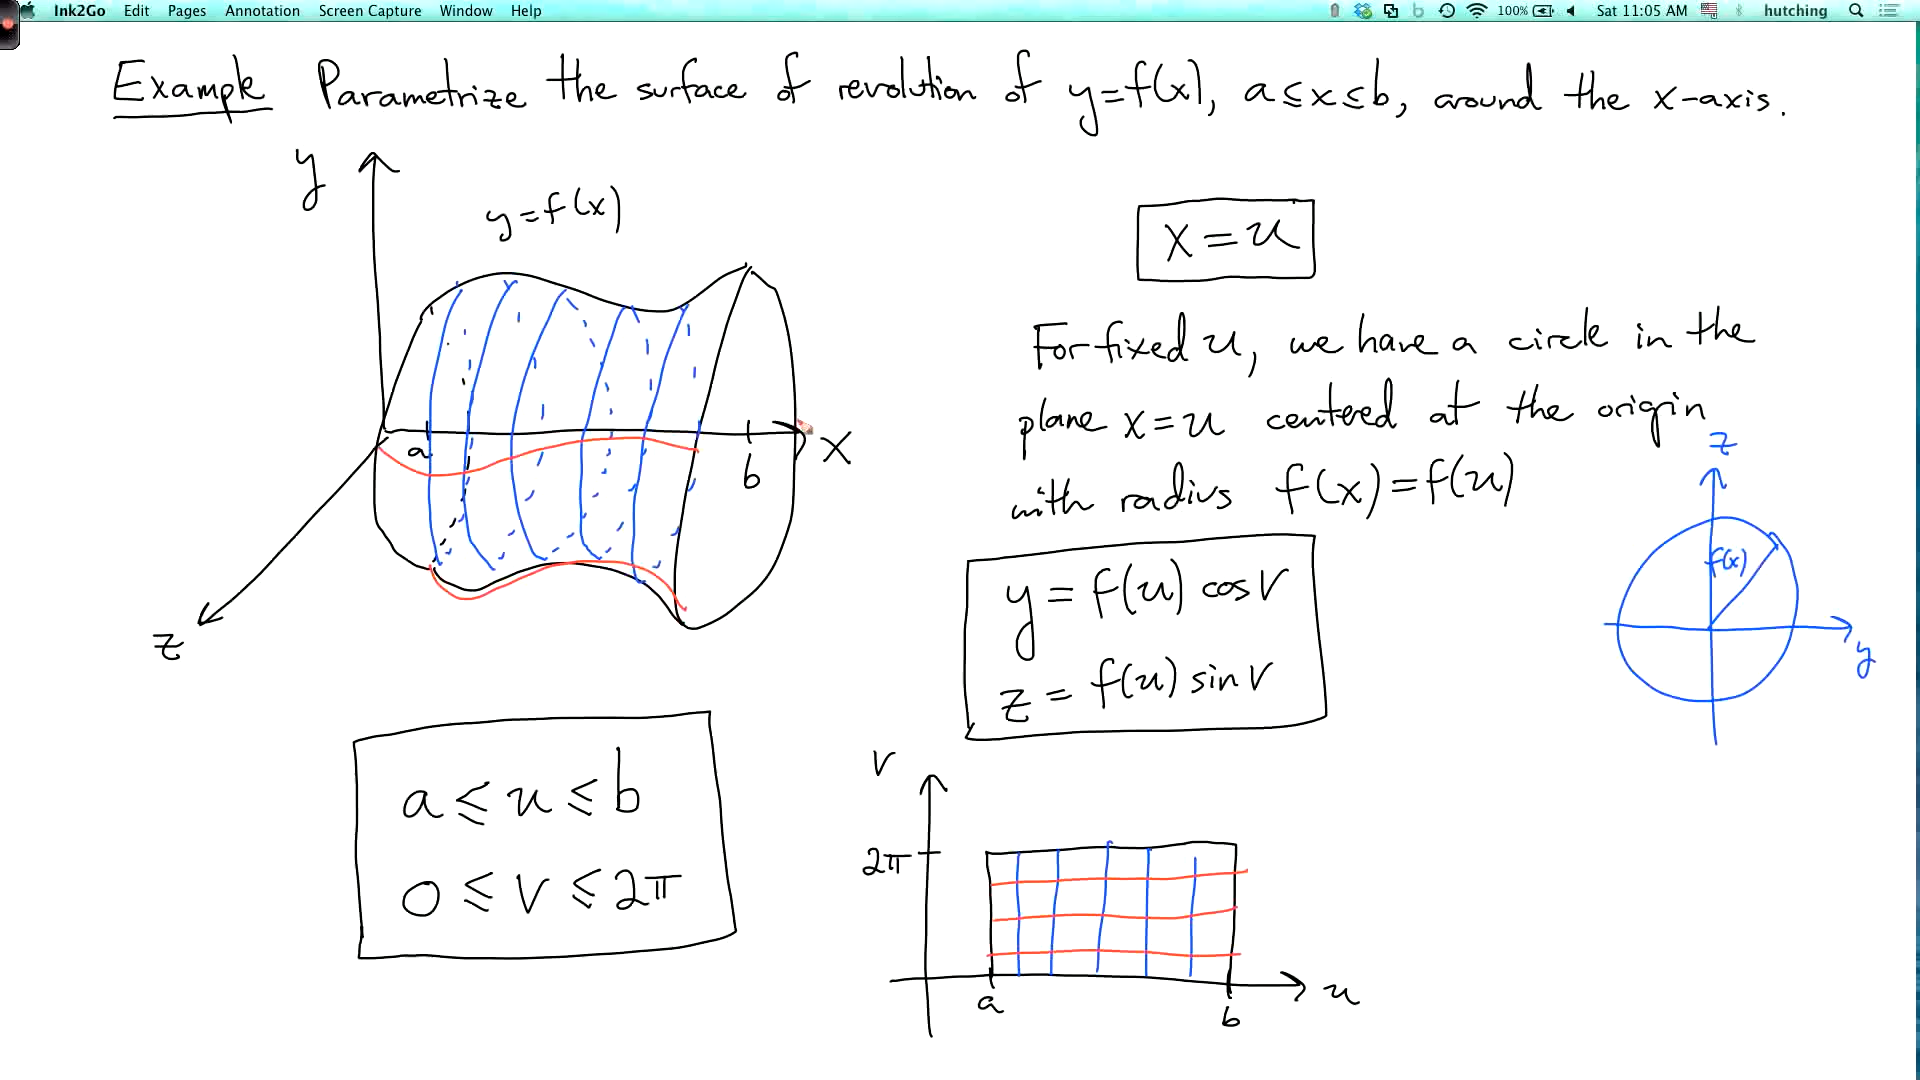 Ink2Go Edit Pages Annotation Screen Capture Window Help 100% Sat 11:05 AM hutching
Example Parametrize the surface of revolution of y=f(x), a≤x≤b, around the x-axis.
y
y=f(x)
x=u
For fixed u, we have a circle in the
plane x=u centered at the origin
with radius f(x)=f(u)
a
b
x
z
z
f(x)
y
y = f(u) cos v
z = f(u) sin v
a ≤ u ≤ b
0 ≤ v ≤ 2π
v
2π
a
b
u